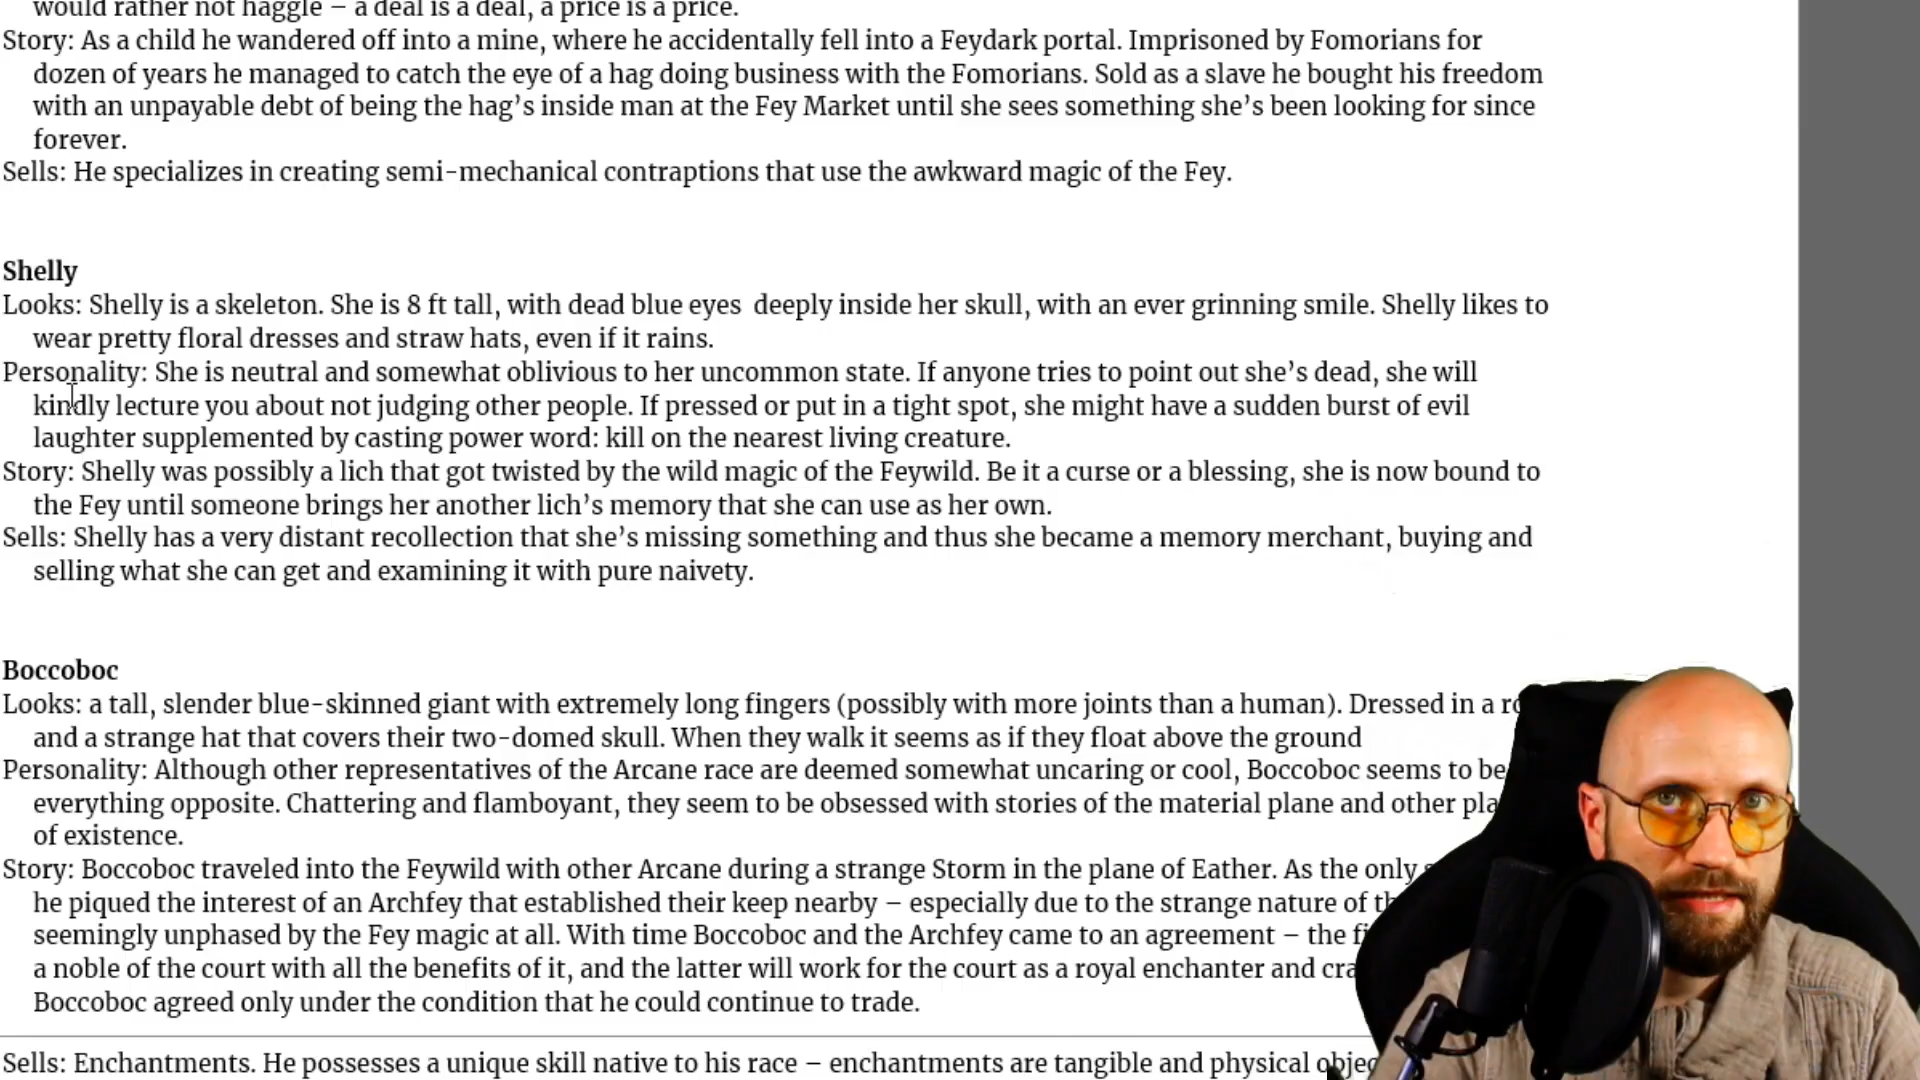 would rather not haggle – a deal is a deal, a price is a price.
Story: As a child he wandered off into a mine, where he accidentally fell into a Feydark portal. Imprisoned by Fomorians for
dozen of years he managed to catch the eye of a hag doing business with the Fomorians. Sold as a slave he bought his freedom
with an unpayable debt of being the hag’s inside man at the Fey Market until she sees something she’s been looking for since
forever.
Sells: He specializes in creating semi-mechanical contraptions that use the awkward magic of the Fey.
Shelly
Looks: Shelly is a skeleton. She is 8 ft tall, with dead blue eyes  deeply inside her skull, with an ever grinning smile. Shelly likes to
wear pretty floral dresses and straw hats, even if it rains.
Personality: She is neutral and somewhat oblivious to her uncommon state. If anyone tries to point out she’s dead, she will
kindly lecture you about not judging other people. If pressed or put in a tight spot, she might have a sudden burst of evil
laughter supplemented by casting power word: kill on the nearest living creature.
Story: Shelly was possibly a lich that got twisted by the wild magic of the Feywild. Be it a curse or a blessing, she is now bound to
the Fey until someone brings her another lich’s memory that she can use as her own.
Sells: Shelly has a very distant recollection that she’s missing something and thus she became a memory merchant, buying and
selling what she can get and examining it with pure naivety.
Boccoboc
Looks: a tall, slender blue-skinned giant with extremely long fingers (possibly with more joints than a human). Dressed in a
and a strange hat that covers their two-domed skull. When they walk it seems as if they float above the ground
Personality: Although other representatives of the Arcane race are deemed somewhat uncaring or cool, Boccoboc seems to be
everything opposite. Chattering and flamboyant, they seem to be obsessed with stories of the material plane and other
of existence.
Story: Boccoboc traveled into the Feywild with other Arcane during a strange Storm in the plane of Eather. As the only
he piqued the interest of an Archfey that established their keep nearby – especially due to the strange nature of
seemingly unphased by the Fey magic at all. With time Boccoboc and the Archfey came to an agreement – the
a noble of the court with all the benefits of it, and the latter will work for the court as a royal enchanter and
Boccoboc agreed only under the condition that he could continue to trade.
Sells: Enchantments. He possesses a unique skill native to his race – enchantments are tangible and physical